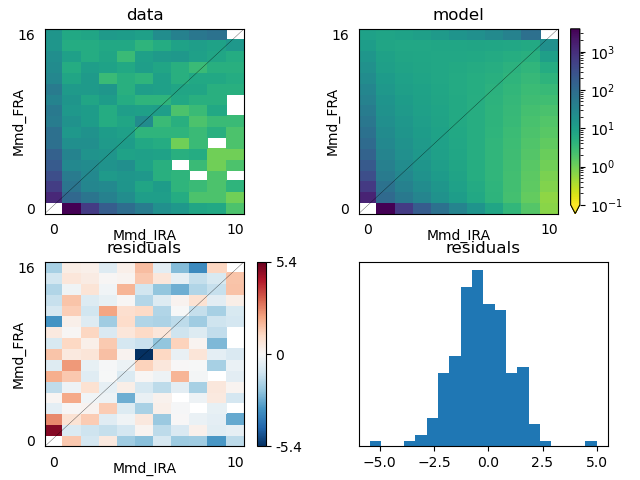 data
model
16
Mmd_FRA
0
0
Mmd_IRA
10
16
Mmd_FRA
0
0
Mmd_IRA
10
10³
10²
10¹
10⁰
10⁻¹
residuals
residuals
16
Mmd_FRA
0
0
Mmd_IRA
10
5.4
0
-5.4
−5.0
−2.5
0.0
2.5
5.0